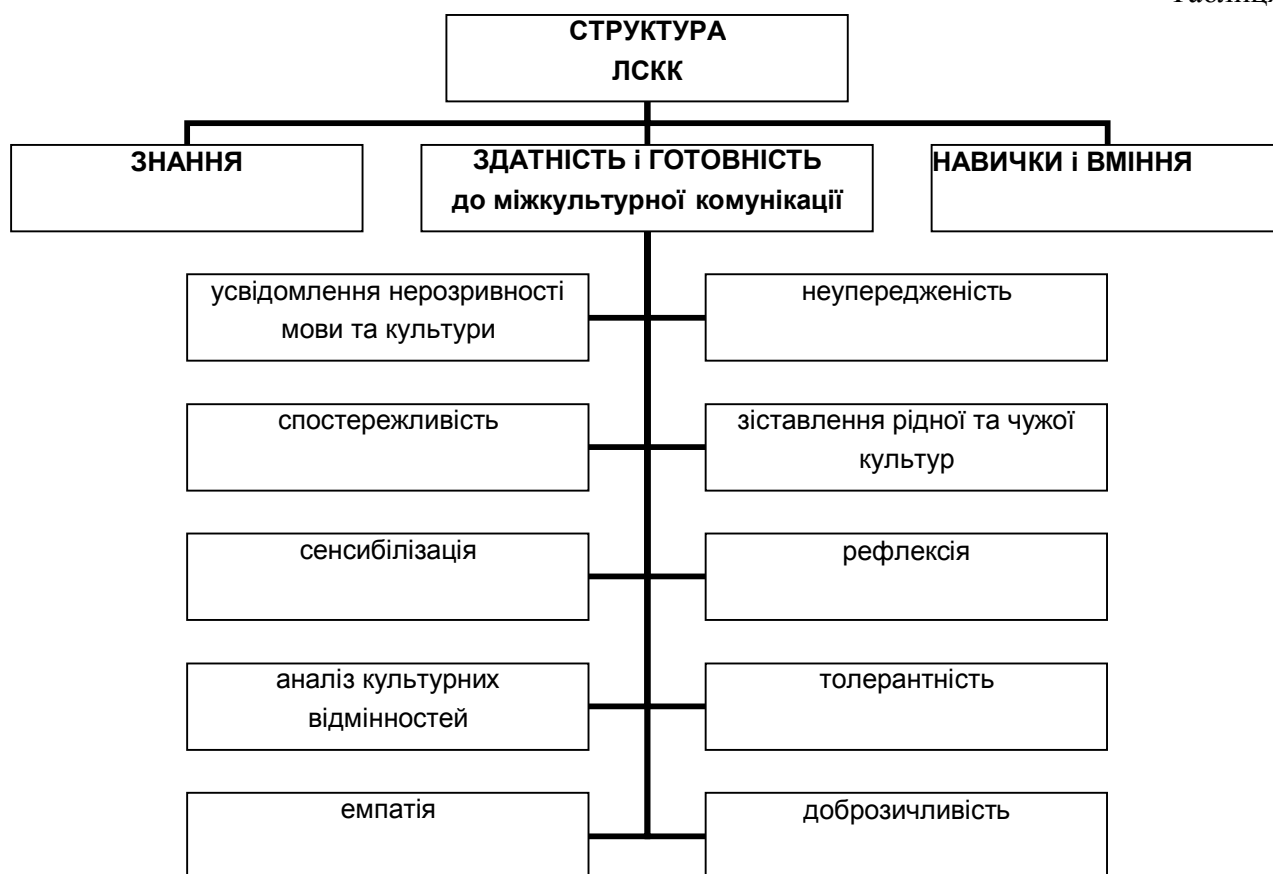 Таблиця
СТРУКТУРА
ЛСКК
ЗНАННЯ
ЗДАТНІСТЬ і ГОТОВНІСТЬ
до міжкультурної комунікації
НАВИЧКИ і ВМІННЯ
усвідомлення нерозривності
мови та культури
неупередженість
спостережливість
зіставлення рідної та чужої
культур
сенсибілізація
рефлексія
аналіз культурних
відмінностей
толерантність
емпатія
доброзичливість